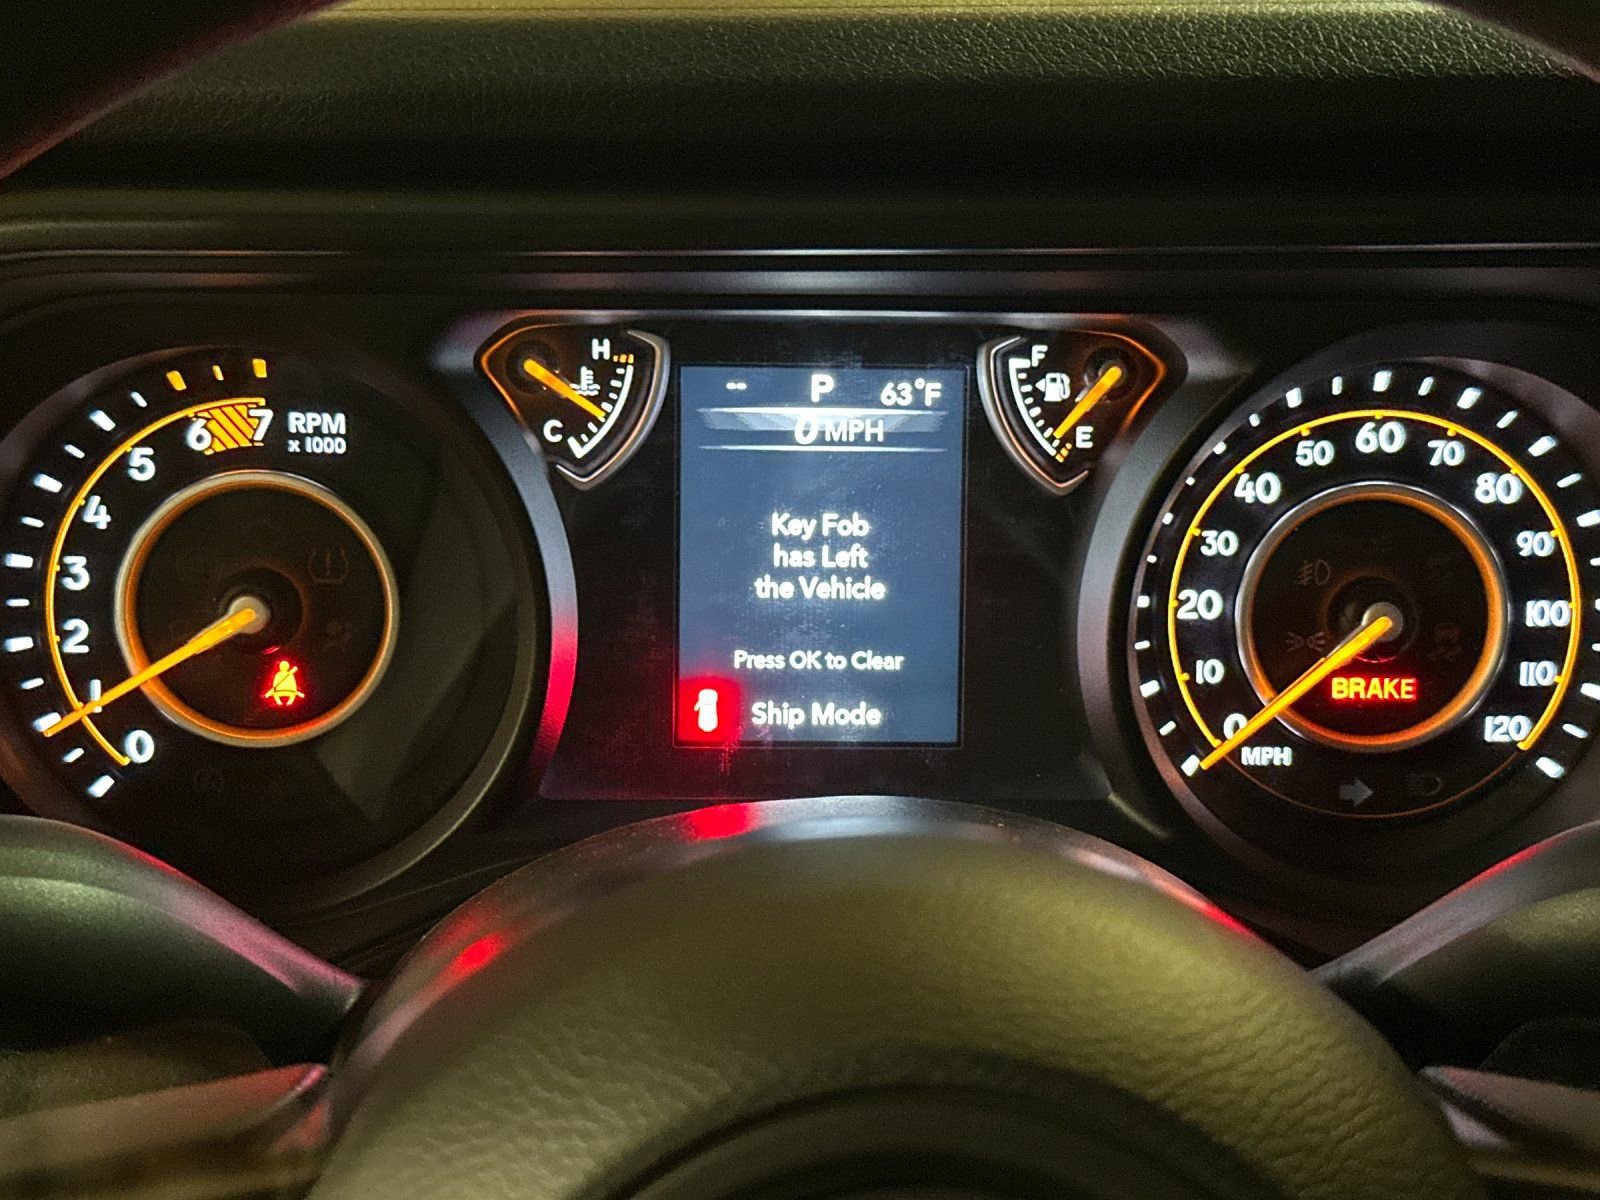 7
6
5
4
3
2
1
0
RPM
x 1000
H
C
-- P 63°F
0 MPH
Key Fob
has Left
the Vehicle
Press OK to Clear
Ship Mode
F
E
0
10
20
30
40
50
60
70
80
90
100
110
120
MPH
BRAKE